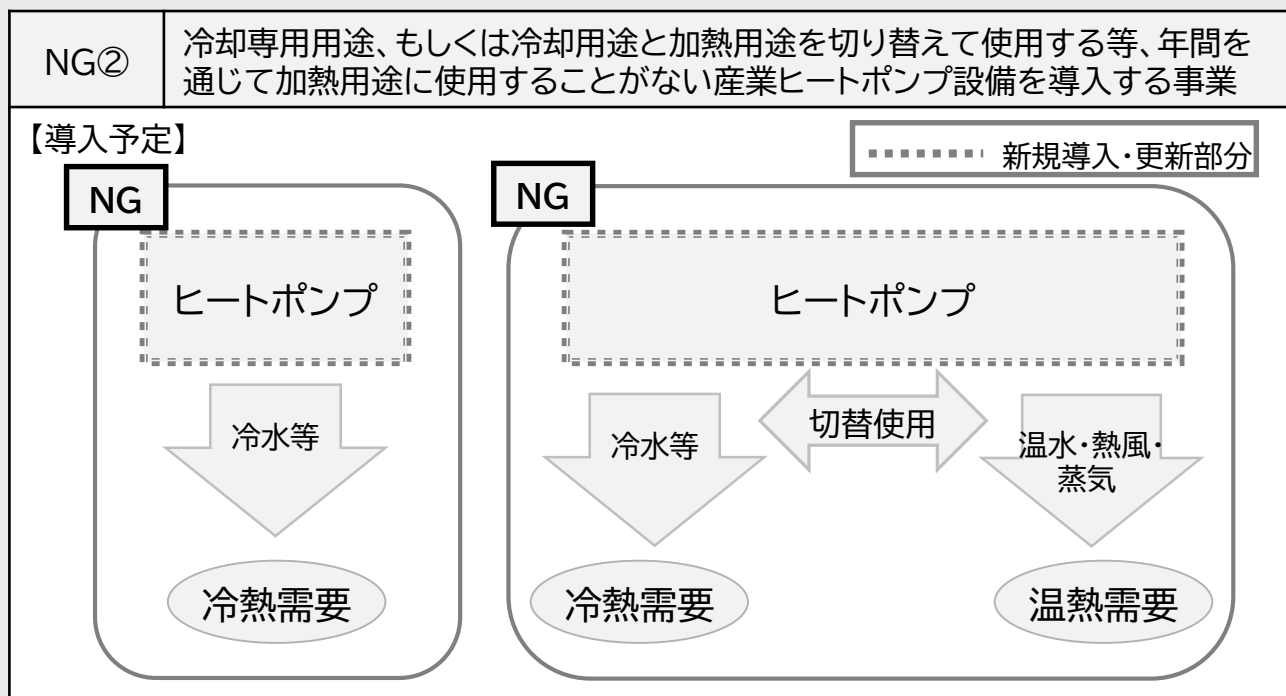 NG②
冷却専用用途、もしくは冷却用途と加熱用途を切り替えて使用する等、年間を
通じて加熱用途に使用することがない産業ヒートポンプ設備を導入する事業
【導入予定】
新規導入・更新部分
NG
ヒートポンプ
冷水等
冷熱需要
NG
ヒートポンプ
冷水等
切替使用
温水・熱風・
蒸気
冷熱需要
温熱需要